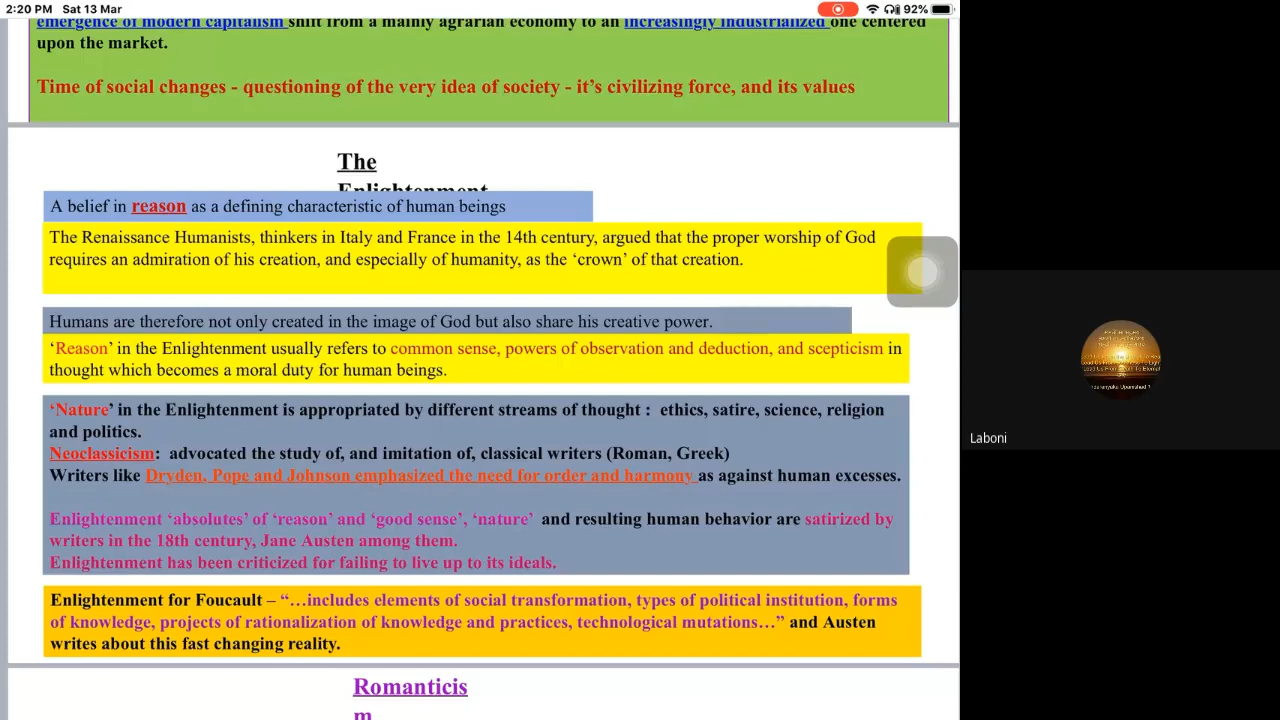 2:20 PM Sat 13 Mar
92%
emergence of modern capitalism shift from a mainly agrarian economy to an increasingly industrialized one centered
upon the market.
Time of social changes - questioning of the very idea of society - it's civilizing force, and its values
The
Enlightenment
A belief in reason as a defining characteristic of human beings
The Renaissance Humanists, thinkers in Italy and France in the 14th century, argued that the proper worship of God
requires an admiration of his creation, and especially of humanity, as the 'crown' of that creation.
Humans are therefore not only created in the image of God but also share his creative power.
'Reason' in the Enlightenment usually refers to common sense, powers of observation and deduction, and scepticism in
thought which becomes a moral duty for human beings.
'Nature' in the Enlightenment is appropriated by different streams of thought : ethics, satire, science, religion
and politics.
Neoclassicism: advocated the study of, and imitation of, classical writers (Roman, Greek)
Writers like Dryden, Pope and Johnson emphasized the need for order and harmony as against human excesses.
Enlightenment 'absolutes' of 'reason' and 'good sense', 'nature' and resulting human behavior are satirized by
writers in the 18th century, Jane Austen among them.
Enlightenment has been criticized for failing to live up to its ideals.
Enlightenment for Foucault – "…includes elements of social transformation, types of political institution, forms
of knowledge, projects of rationalization of knowledge and practices, technological mutations…" and Austen
writes about this fast changing reality.
Romanticis
m
Laboni